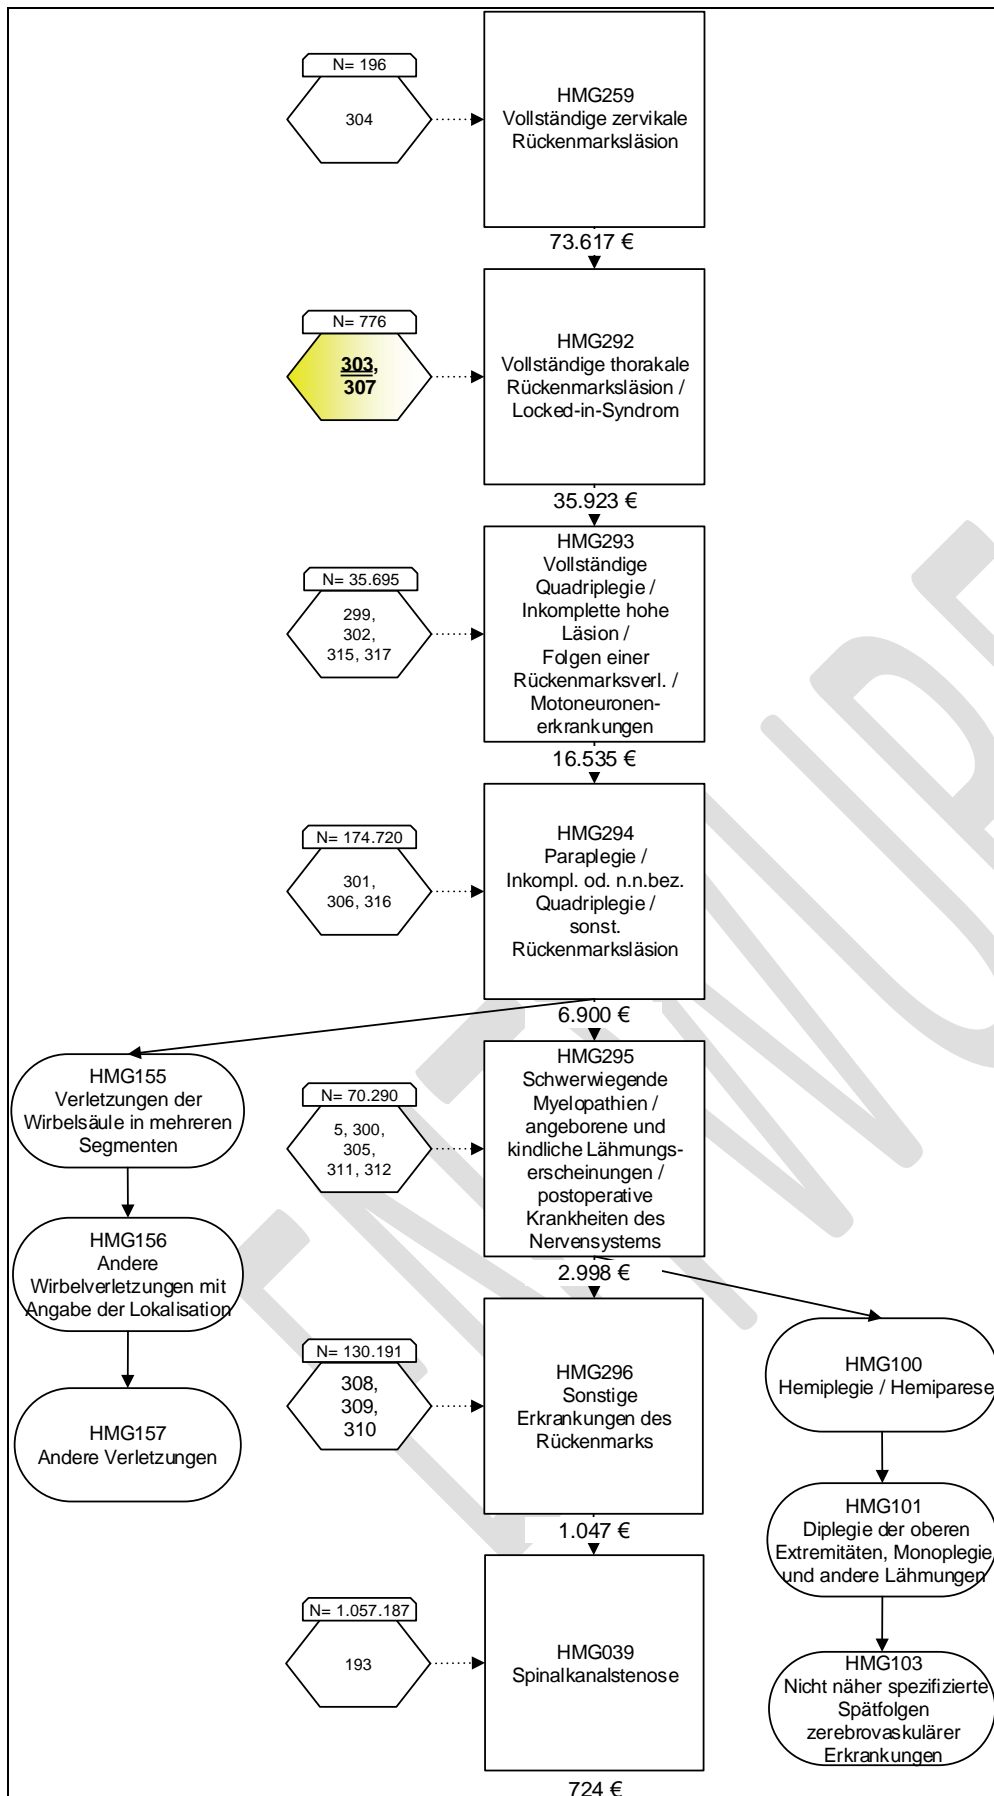 N= 196
304
HMG259
Vollständige zervikale
Rückenmarksläsion
73.617 €
N= 776
303,
307
HMG292
Vollständige thorakale
Rückenmarksläsion /
Locked-in-Syndrom
35.923 €
N= 35.695
299,
302,
315, 317
HMG293
Vollständige
Quadriplegie /
Inkomplette hohe
Läsion /
Folgen einer
Rückenmarksverl. /
Motoneuronen-
erkrankungen
16.535 €
N= 174.720
301,
306, 316
HMG294
Paraplegie /
Inkompl. od. n.n.bez.
Quadriplegie /
sonst.
Rückenmarksläsion
6.900 €
HMG155
Verletzungen der
Wirbelsäule in mehreren
Segmenten
HMG156
Andere
Wirbelverletzungen mit
Angabe der Lokalisation
HMG157
Andere Verletzungen
N= 70.290
5, 300,
305,
311, 312
HMG295
Schwerwiegende
Myelopathien /
angeborene und
kindliche Lähmungs-
erscheinungen /
postoperative
Krankheiten des
Nervensystems
2.998 €
N= 130.191
308,
309,
310
HMG296
Sonstige
Erkrankungen des
Rückenmarks
1.047 €
HMG100
Hemiplegie / Hemiparese
HMG101
Diplegie der oberen
Extremitäten, Monoplegie
und andere Lähmungen
HMG103
Nicht näher spezifizierte
Spätfolgen
zerebrovaskulärer
Erkrankungen
N= 1.057.187
193
HMG039
Spinalkanalstenose
724 €
ENTWURF